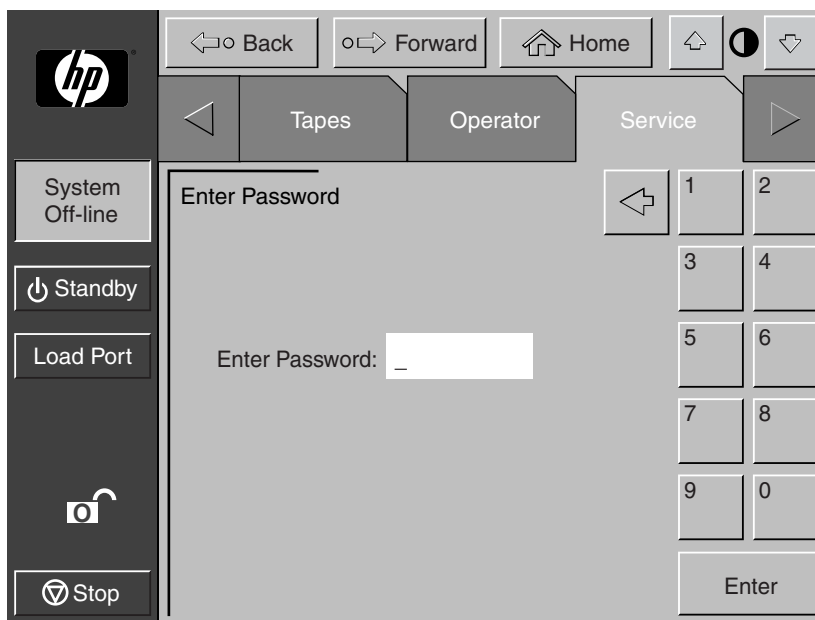 hp
Back Forward Home
Tapes Operator Service
System
Off-line
Standby
Load Port
O
Stop
Enter Password
Enter Password: _
1 2
3 4
5 6
7 8
9 0
Enter